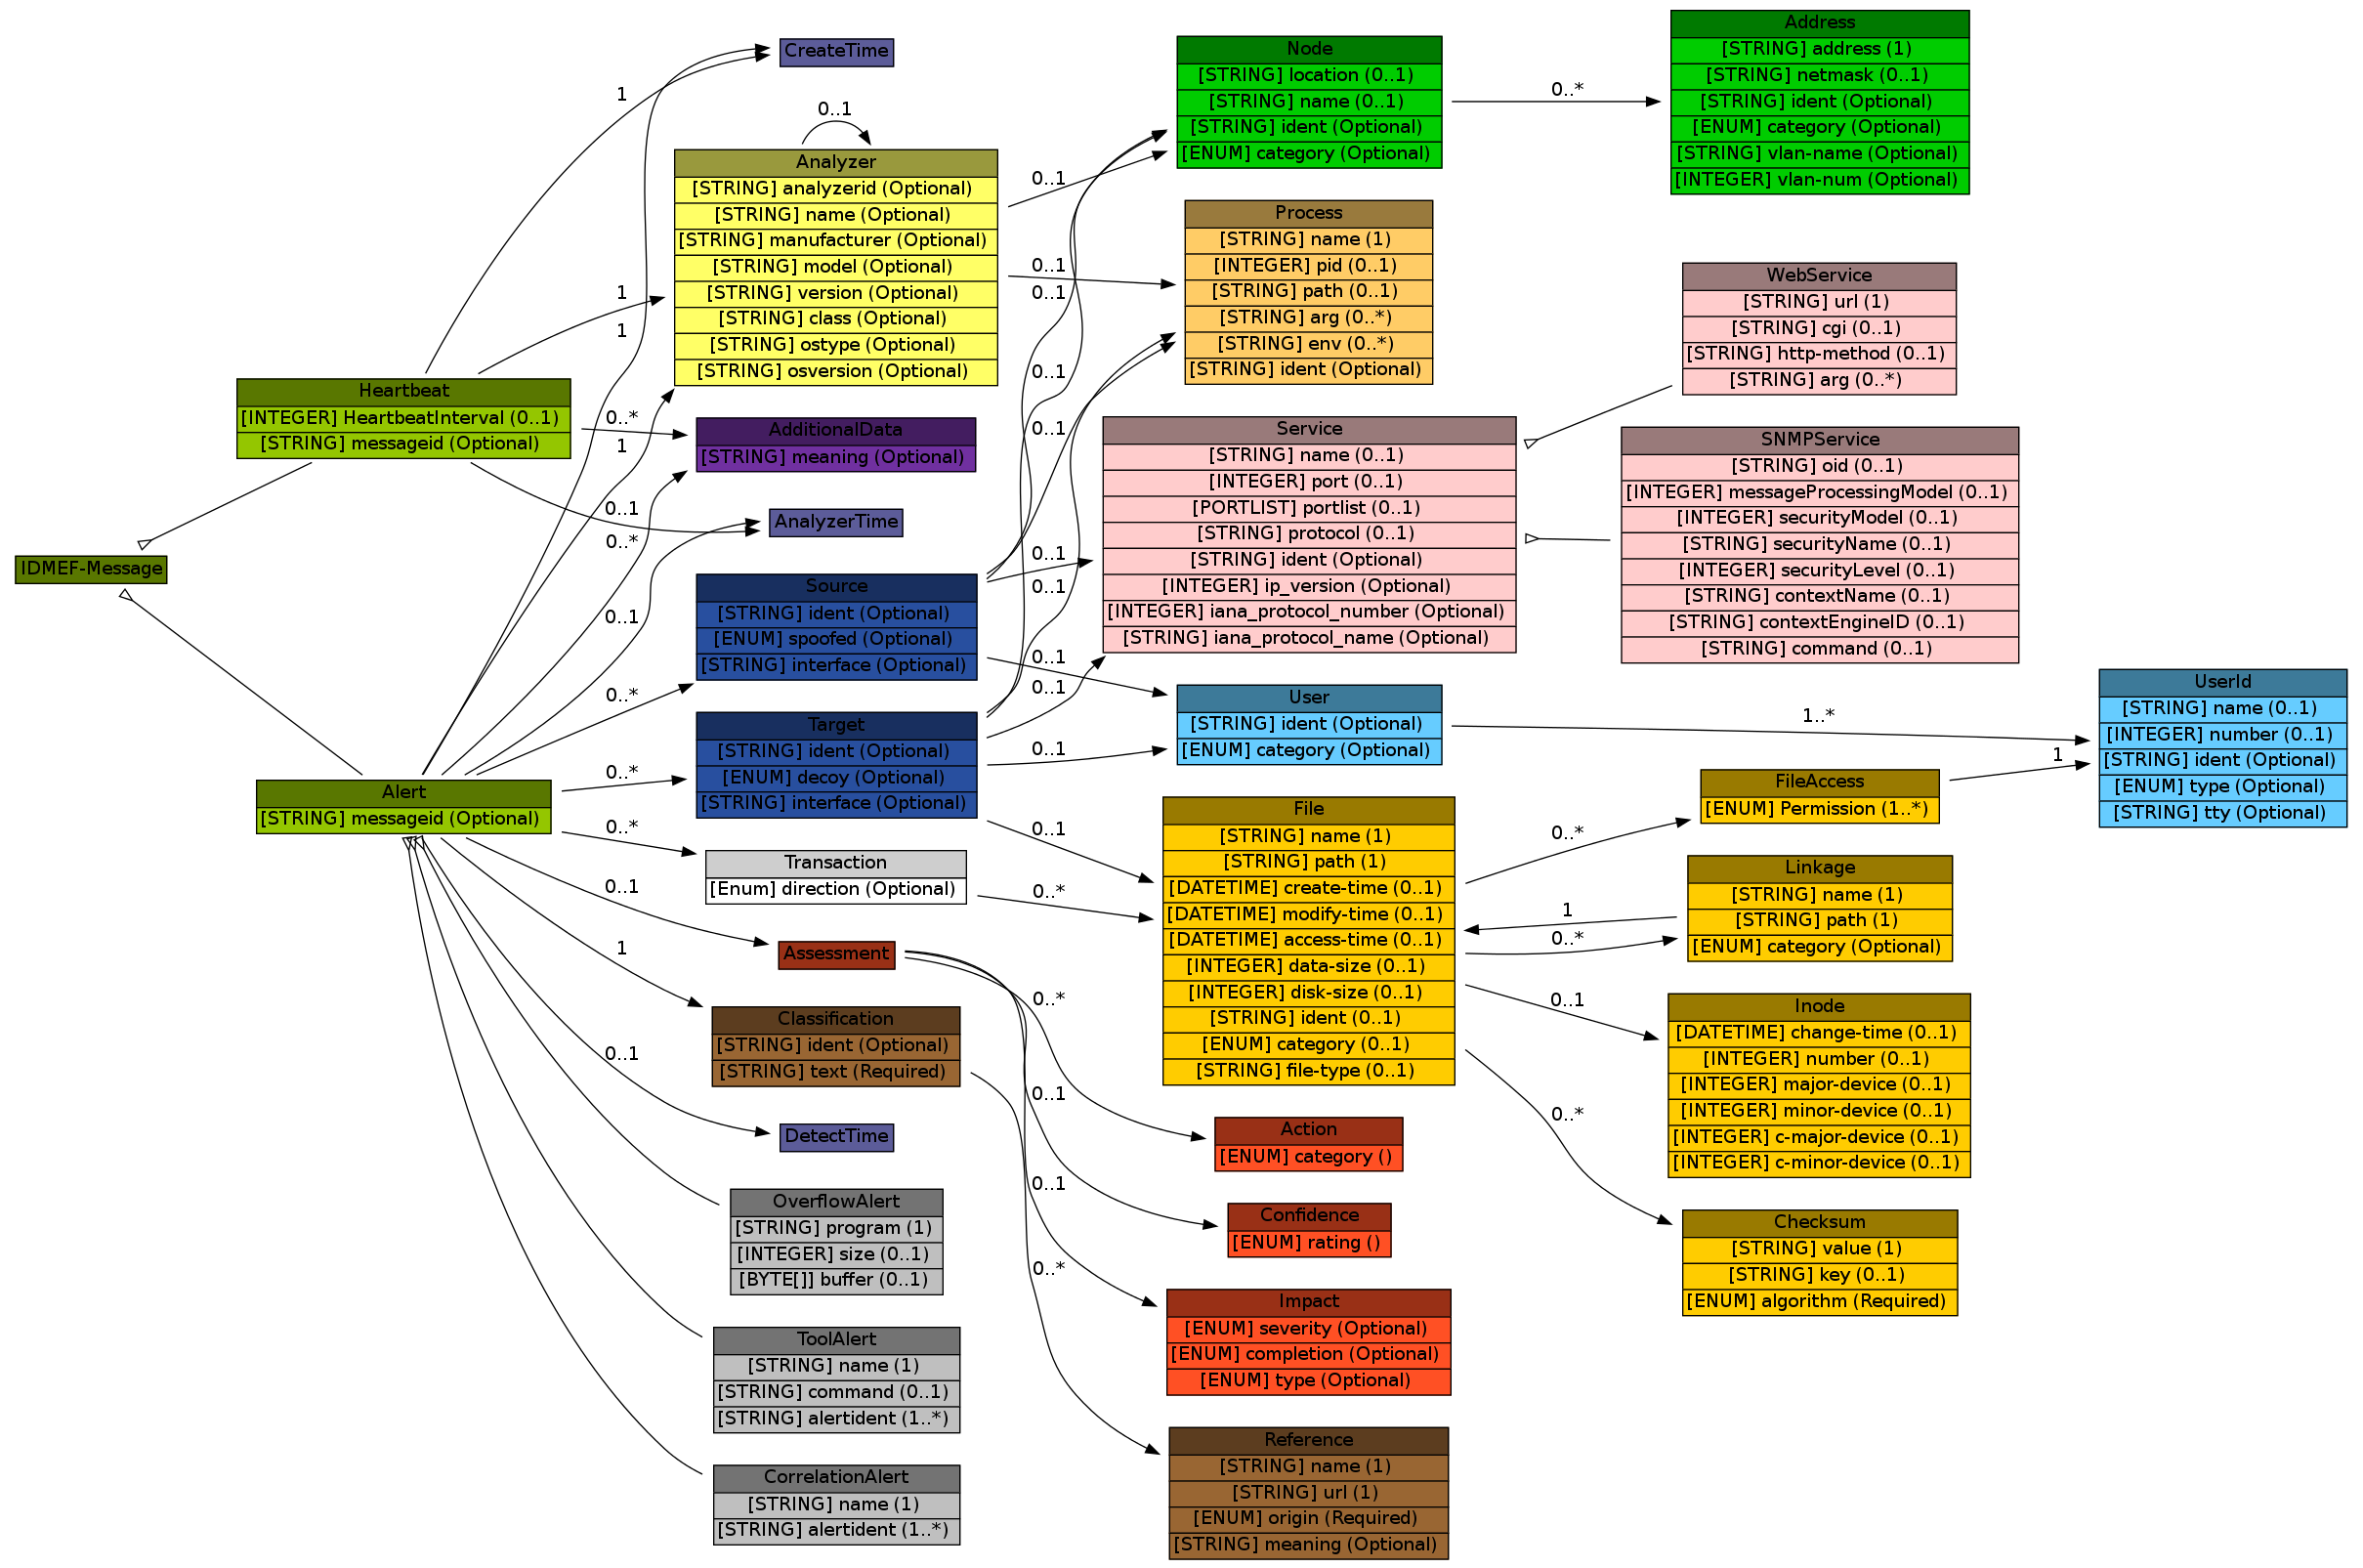 IDMEF-Message
Heartbeat
[INTEGER] HeartbeatInterval (0..1)
[STRING] messageid (Optional)
Alert
[STRING] messageid (Optional)
1
1
1
0..*
1
0..1
0..*
0..1
0..*
0..*
0..*
0..1
1
0..1
CreateTime
0..1
Analyzer
[STRING] analyzerid (Optional)
[STRING] name (Optional)
[STRING] manufacturer (Optional)
[STRING] model (Optional)
[STRING] version (Optional)
[STRING] class (Optional)
[STRING] ostype (Optional)
[STRING] osversion (Optional)
AdditionalData
[STRING] meaning (Optional)
AnalyzerTime
Source
[STRING] ident (Optional)
[ENUM] spoofed (Optional)
[STRING] interface (Optional)
Target
[STRING] ident (Optional)
[ENUM] decoy (Optional)
[STRING] interface (Optional)
Transaction
[Enum] direction (Optional)
Assessment
Classification
[STRING] ident (Optional)
[STRING] text (Required)
DetectTime
OverflowAlert
[STRING] program (1)
[INTEGER] size (0..1)
[BYTE[]] buffer (0..1)
ToolAlert
[STRING] name (1)
[STRING] command (0..1)
[STRING] alertident (1..*)
CorrelationAlert
[STRING] name (1)
[STRING] alertident (1..*)
0..1
0..1
0..1
0..1
0..1
0..1
0..1
0..1
0..1
0..1
0..1
0..*
0..*
0..1
0..1
0..*
Node
[STRING] location (0..1)
[STRING] name (0..1)
[STRING] ident (Optional)
[ENUM] category (Optional)
Process
[STRING] name (1)
[INTEGER] pid (0..1)
[STRING] path (0..1)
[STRING] arg (0..*)
[STRING] env (0..*)
[STRING] ident (Optional)
Service
[STRING] name (0..1)
[INTEGER] port (0..1)
[PORTLIST] portlist (0..1)
[STRING] protocol (0..1)
[STRING] ident (Optional)
[INTEGER] ip_version (Optional)
[INTEGER] iana_protocol_number (Optional)
[STRING] iana_protocol_name (Optional)
User
[STRING] ident (Optional)
[ENUM] category (Optional)
File
[STRING] name (1)
[STRING] path (1)
[DATETIME] create-time (0..1)
[DATETIME] modify-time (0..1)
[DATETIME] access-time (0..1)
[INTEGER] data-size (0..1)
[INTEGER] disk-size (0..1)
[STRING] ident (0..1)
[ENUM] category (0..1)
[STRING] file-type (0..1)
Action
[ENUM] category ()
Confidence
[ENUM] rating ()
Impact
[ENUM] severity (Optional)
[ENUM] completion (Optional)
[ENUM] type (Optional)
Reference
[STRING] name (1)
[STRING] url (1)
[ENUM] origin (Required)
[STRING] meaning (Optional)
0..*
0..*
1
0..*
0..1
0..*
Address
[STRING] address (1)
[STRING] netmask (0..1)
[STRING] ident (Optional)
[ENUM] category (Optional)
[STRING] vlan-name (Optional)
[INTEGER] vlan-num (Optional)
WebService
[STRING] url (1)
[STRING] cgi (0..1)
[STRING] http-method (0..1)
[STRING] arg (0..*)
SNMPService
[STRING] oid (0..1)
[INTEGER] messageProcessingModel (0..1)
[INTEGER] securityModel (0..1)
[STRING] securityName (0..1)
[INTEGER] securityLevel (0..1)
[STRING] contextName (0..1)
[STRING] contextEngineID (0..1)
[STRING] command (0..1)
1..*
FileAccess
[ENUM] Permission (1..*)
Linkage
[STRING] name (1)
[STRING] path (1)
[ENUM] category (Optional)
Inode
[DATETIME] change-time (0..1)
[INTEGER] number (0..1)
[INTEGER] major-device (0..1)
[INTEGER] minor-device (0..1)
[INTEGER] c-major-device (0..1)
[INTEGER] c-minor-device (0..1)
Checksum
[STRING] value (1)
[STRING] key (0..1)
[ENUM] algorithm (Required)
1
UserId
[STRING] name (0..1)
[INTEGER] number (0..1)
[STRING] ident (Optional)
[ENUM] type (Optional)
[STRING] tty (Optional)